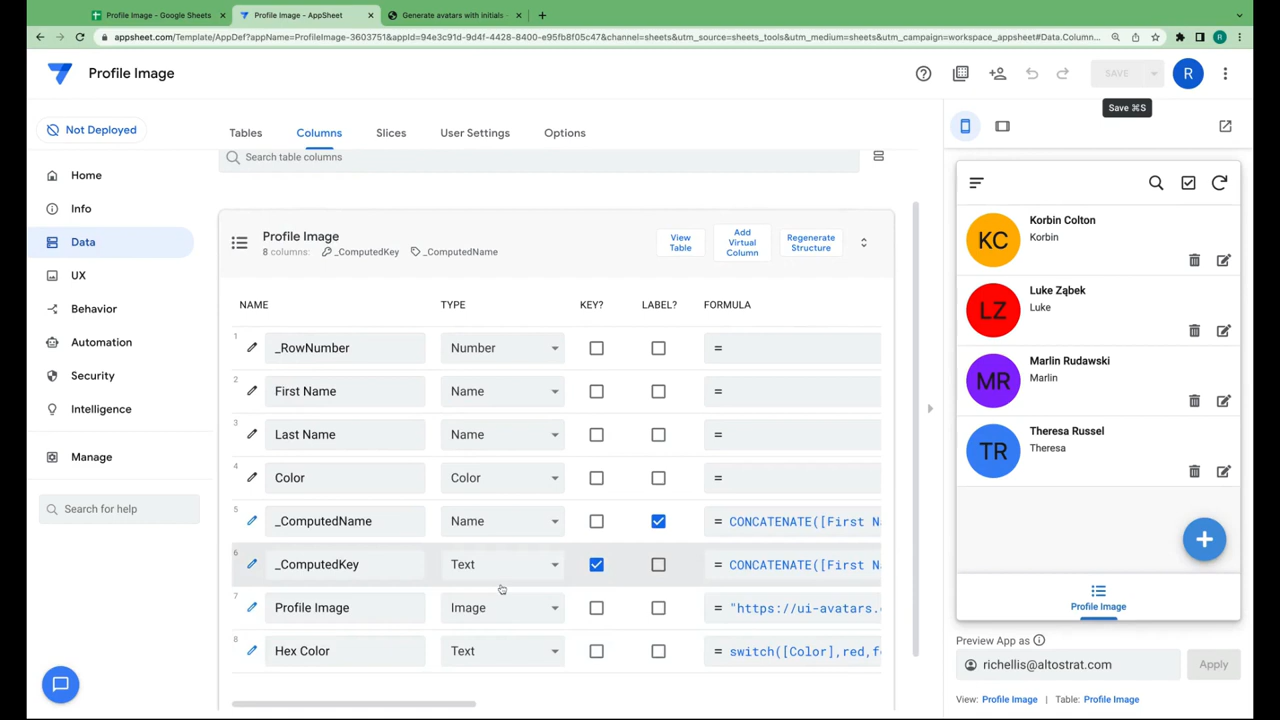 Profile Image - Google Sheets
Profile Image - AppSheet
Generate avatars with initials -
appsheet.com/Template/AppDef?appName=ProfileImage-3603751&appId=94e3c91d-9d4f-4428-8400-e95fb8f05c47&channel=sheets&utm_source=sheets_tools&utm_medium=sheets&utm_campaign=workspace_appsheet#Data.Column...
R
Profile Image
SAVE
R
Save ⌘S
Not Deployed
Tables
Columns
Slices
User Settings
Options
Search table columns
Home
Info
Data
UX
Behavior
Automation
Security
Intelligence
Manage
Search for help
Profile Image
8 columns: _ComputedKey _ComputedName
View Table
Add Virtual Column
Regenerate Structure
NAME TYPE KEY? LABEL? FORMULA
1 _RowNumber Number =
2 First Name Name =
3 Last Name Name =
4 Color Color =
5 _ComputedName Name = CONCATENATE([First N
6 _ComputedKey Text = CONCATENATE([First N
7 Profile Image Image = "https://ui-avatars.
8 Hex Color Text = switch([Color],red,f
KC
Korbin Colton
Korbin
LZ
Luke Ząbek
Luke
MR
Marlin Rudawski
Marlin
TR
Theresa Russel
Theresa
Profile Image
Preview App as
richellis@altostrat.com
Apply
View: Profile Image | Table: Profile Image